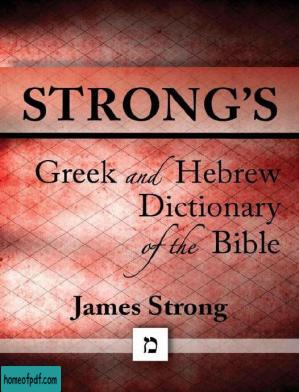 STRONG'S
Greek and Hebrew
Dictionary
of the Bible
James Strong
מ
homeofpdf.com